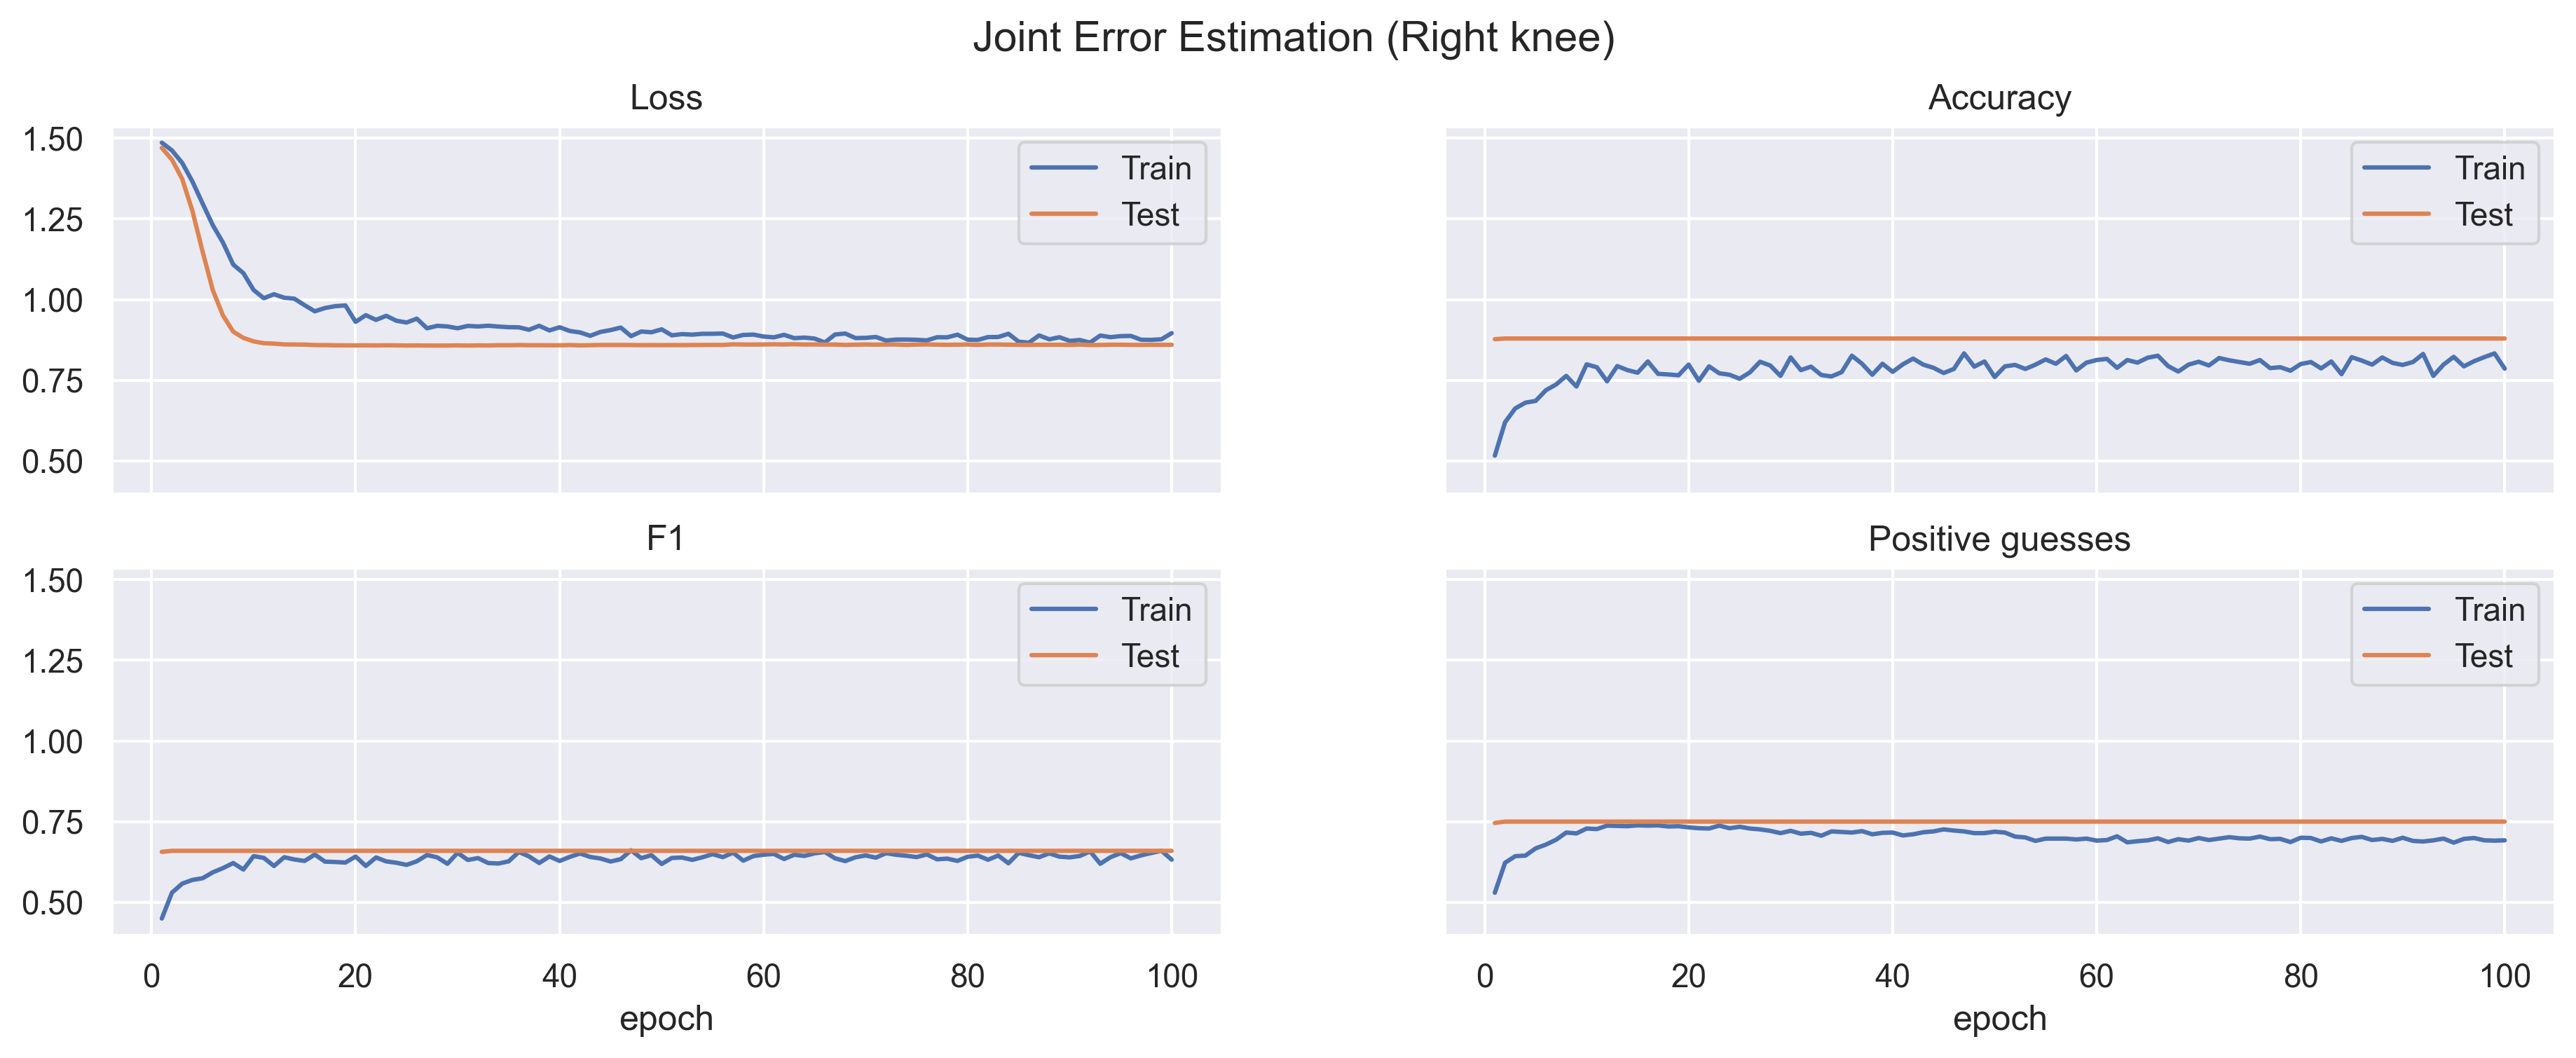 Joint Error Estimation (Right knee)
Loss
1.50
1.25
1.00
0.75
0.50
Train
Test
Accuracy
Train
Test
F1
1.50
1.25
1.00
0.75
0.50
Train
Test
0 20 40 60 80 100
epoch
Positive guesses
Train
Test
0 20 40 60 80 100
epoch